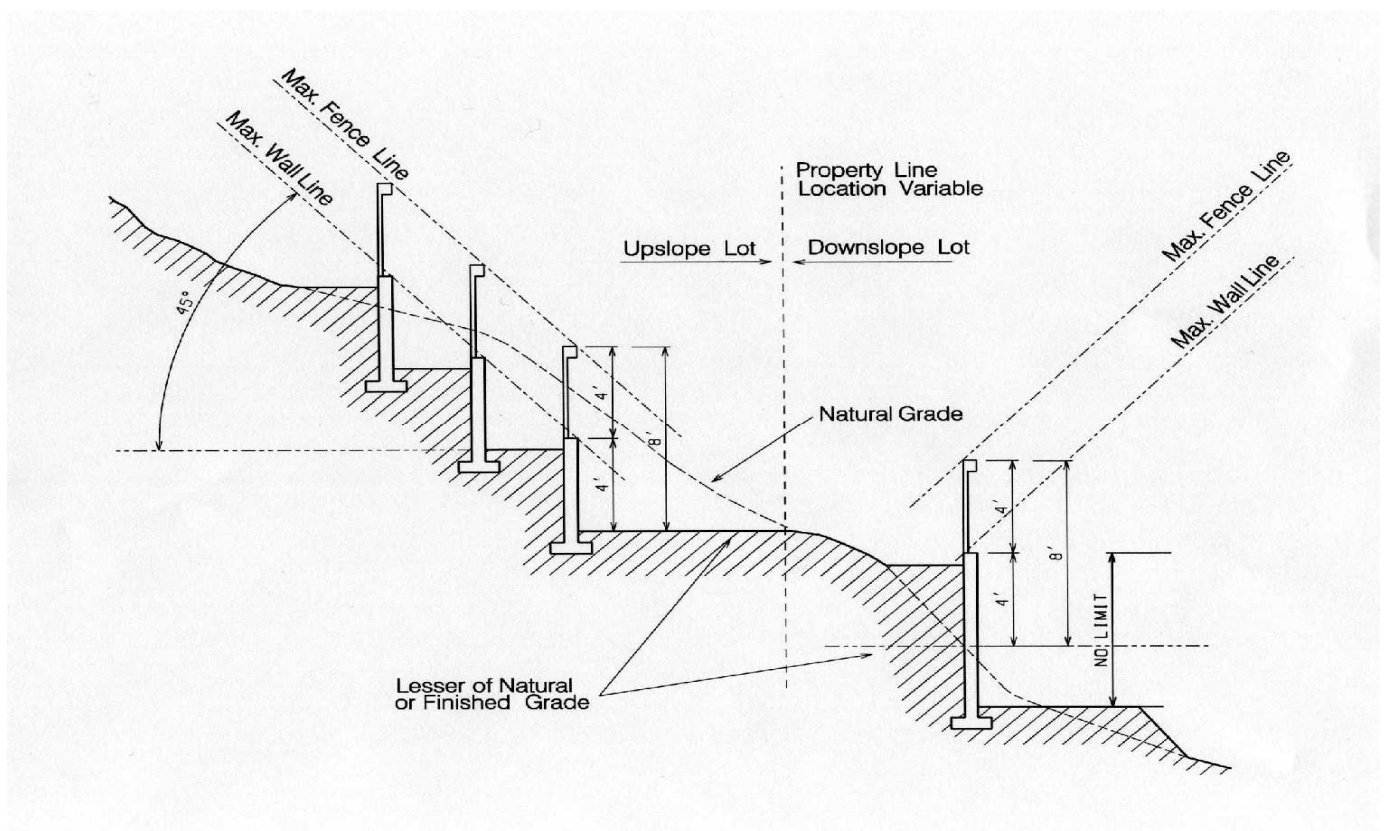 Max. Fence Line
Max. Wall Line
45°
Property Line
Location Variable
Upslope Lot
Downslope Lot
Max. Fence Line
Max. Wall Line
4'
8'
4'
Natural Grade
4'
8'
4'
NO LIMIT
Lesser of Natural
or Finished Grade